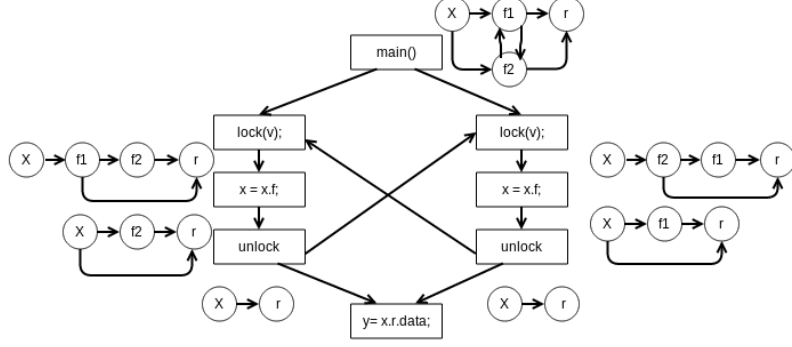 X f1 r
f2
main()
lock(v); lock(v);
X f1 f2 r X f2 f1 r
x = x.f; x = x.f;
X f2 r X f1 r
unlock unlock
X r X r
y= x.r.data;